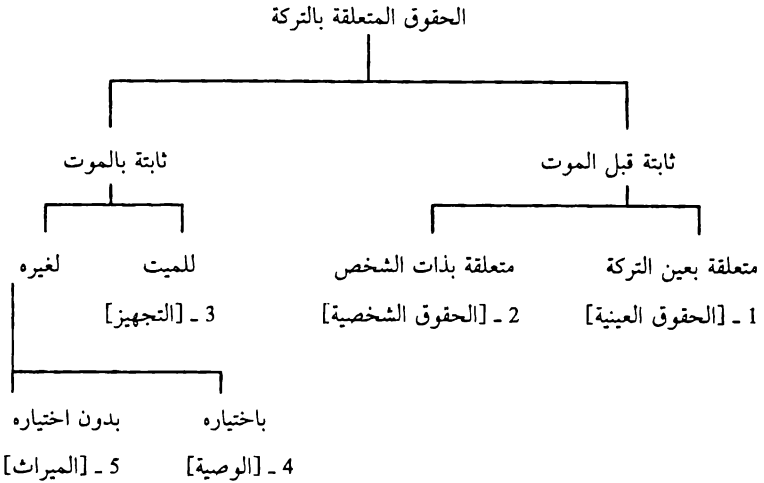 الحقوق المتعلقة بالتركة
ثابتة قبل الموت
ثابتة بالموت
متعلقة بعين التركة
متعلقة بذات الشخص
للميت
لغيره
1 ـ [الحقوق العينية]
2 ـ [الحقوق الشخصية]
3 ـ [التجهيز]
باختياره
بدون اختياره
4 ـ [الوصية]
5 ـ [الميراث]